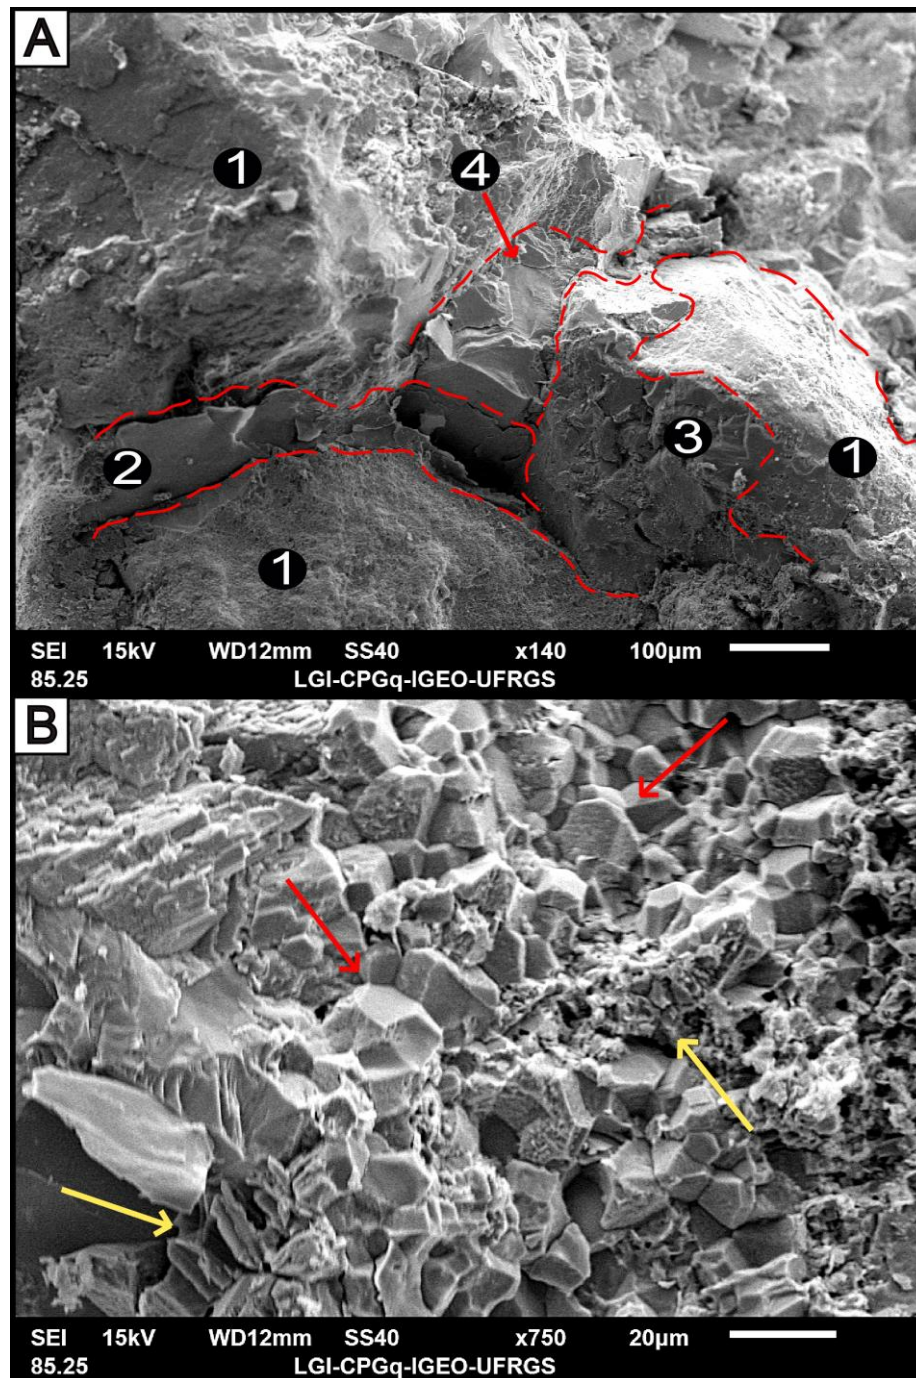 A
1
4
3
1
2
1
SEI 15kV WD12mm SS40 x140 100µm
85.25 LGI-CPGq-IGEO-UFRGS
B
SEI 15kV WD12mm SS40 x750 20µm
85.25 LGI-CPGq-IGEO-UFRGS